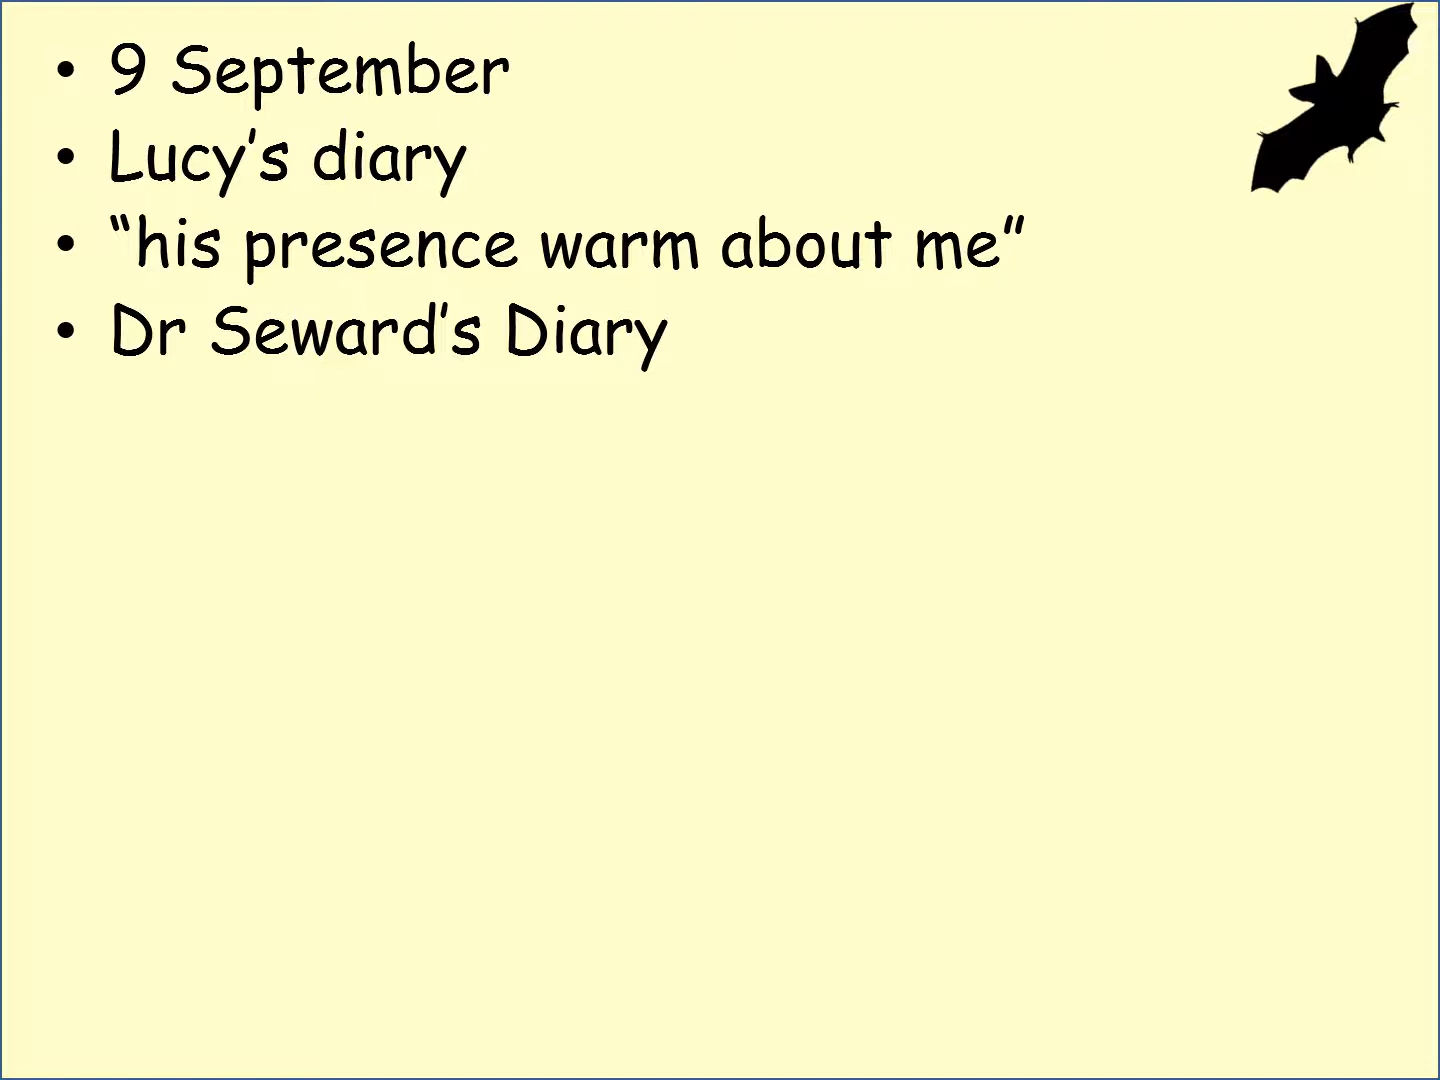 • 9 September
• Lucy’s diary
• “his presence warm about me”
• Dr Seward’s Diary